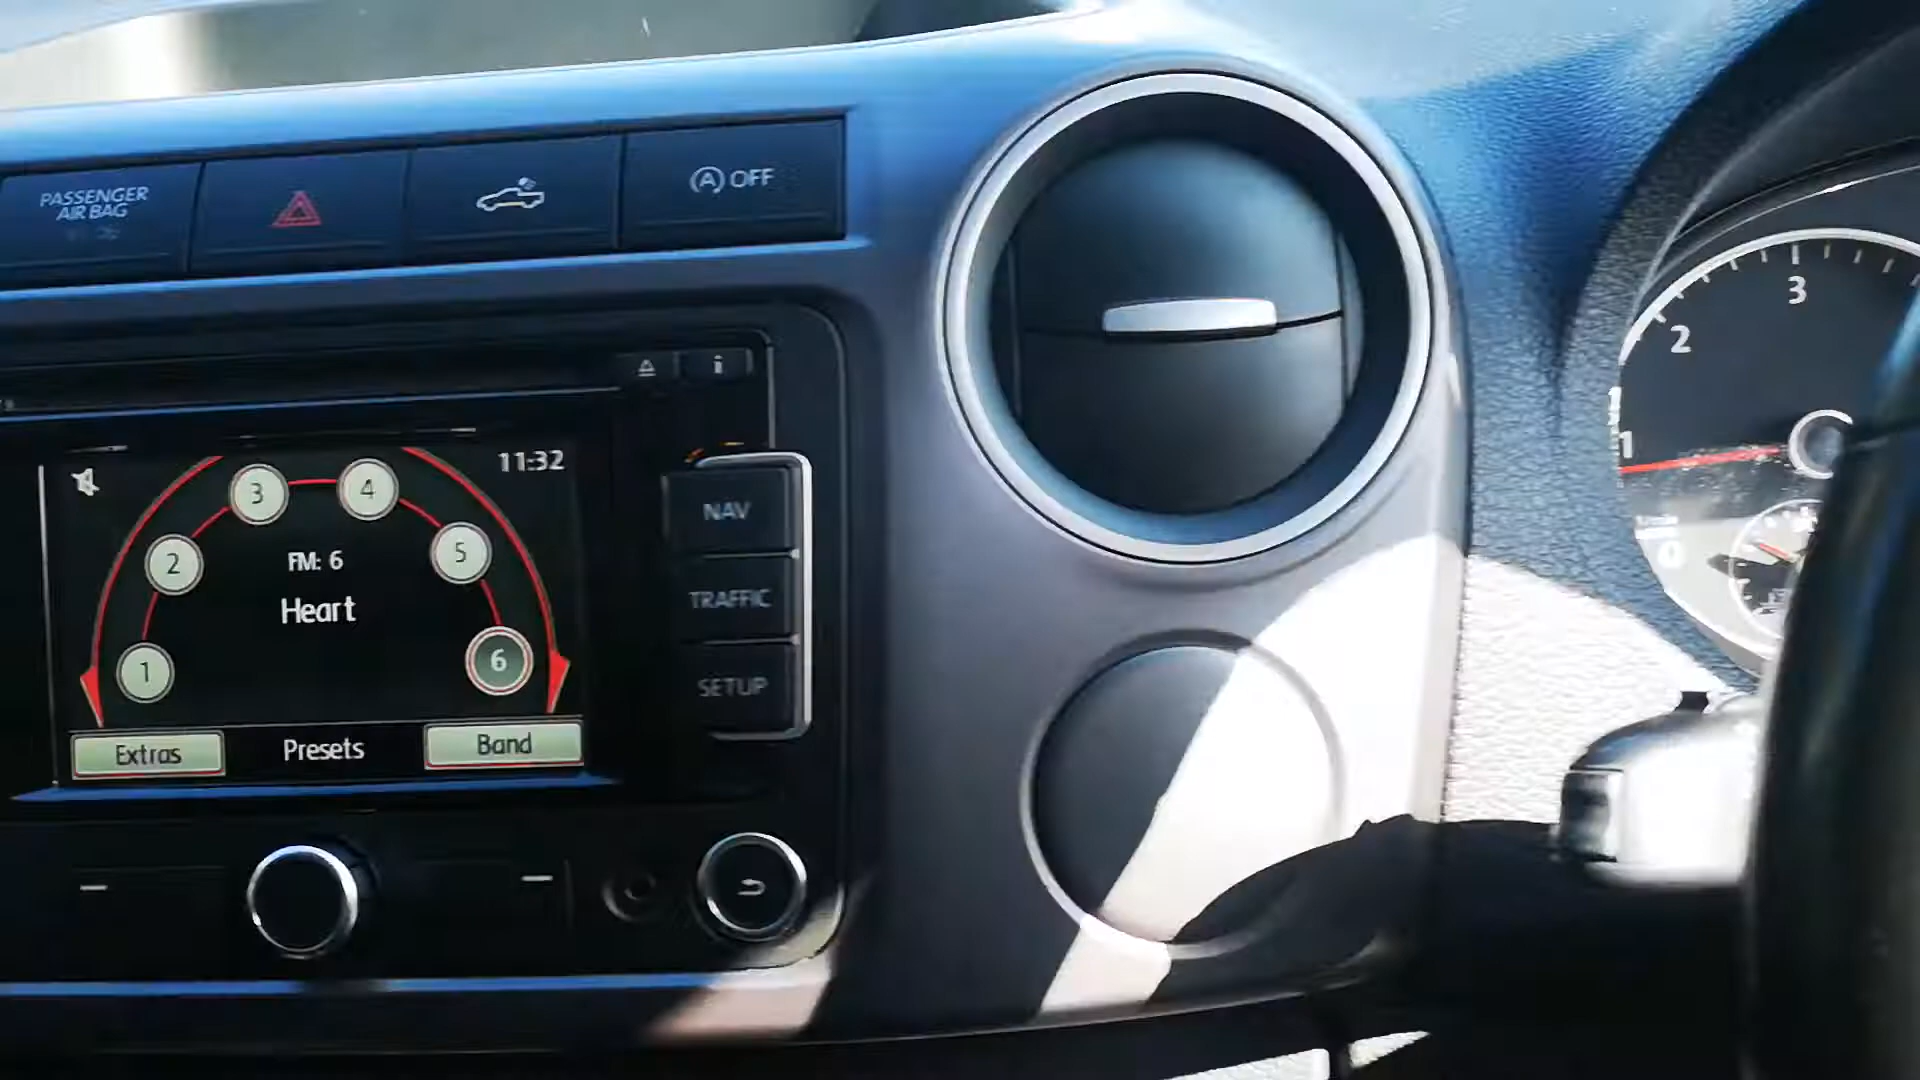 PASSENGER
AIR BAG
A OFF
i
11:32
3
4
2
5
FM: 6
Heart
1
6
Extras
Presets
Band
NAV
TRAFFIC
SETUP
3
2
1
0